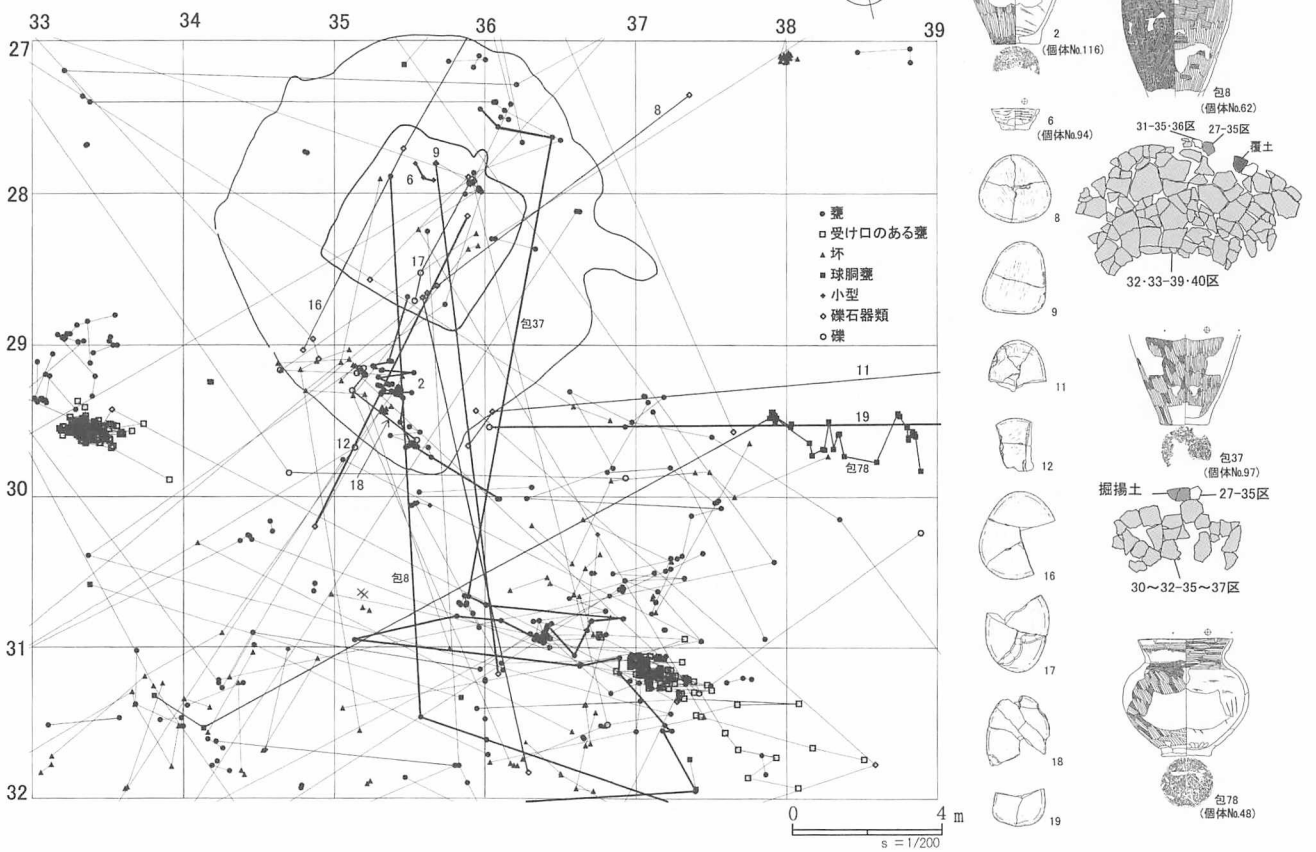 33 34 35 36 37 38 39
27
28
29
30
31
32
8
9
6
17
16
包37
2
11
19
12
18
包78
包8
● 甕
□ 受け口のある甕
▲ 坏
■ 球胴甕
◆ 小型
◇ 礫石器類
○ 礫
0 4 m
s =1/200
2
(個体No.116)
6
(個体No.94)
8
9
11
12
16
17
18
19
包8
(個体No.62)
31-35・36区
27-35区
覆土
32・33-39・40区
包37
(個体No.97)
掘揚土
27-35区
30～32-35～37区
包78
(個体No.48)